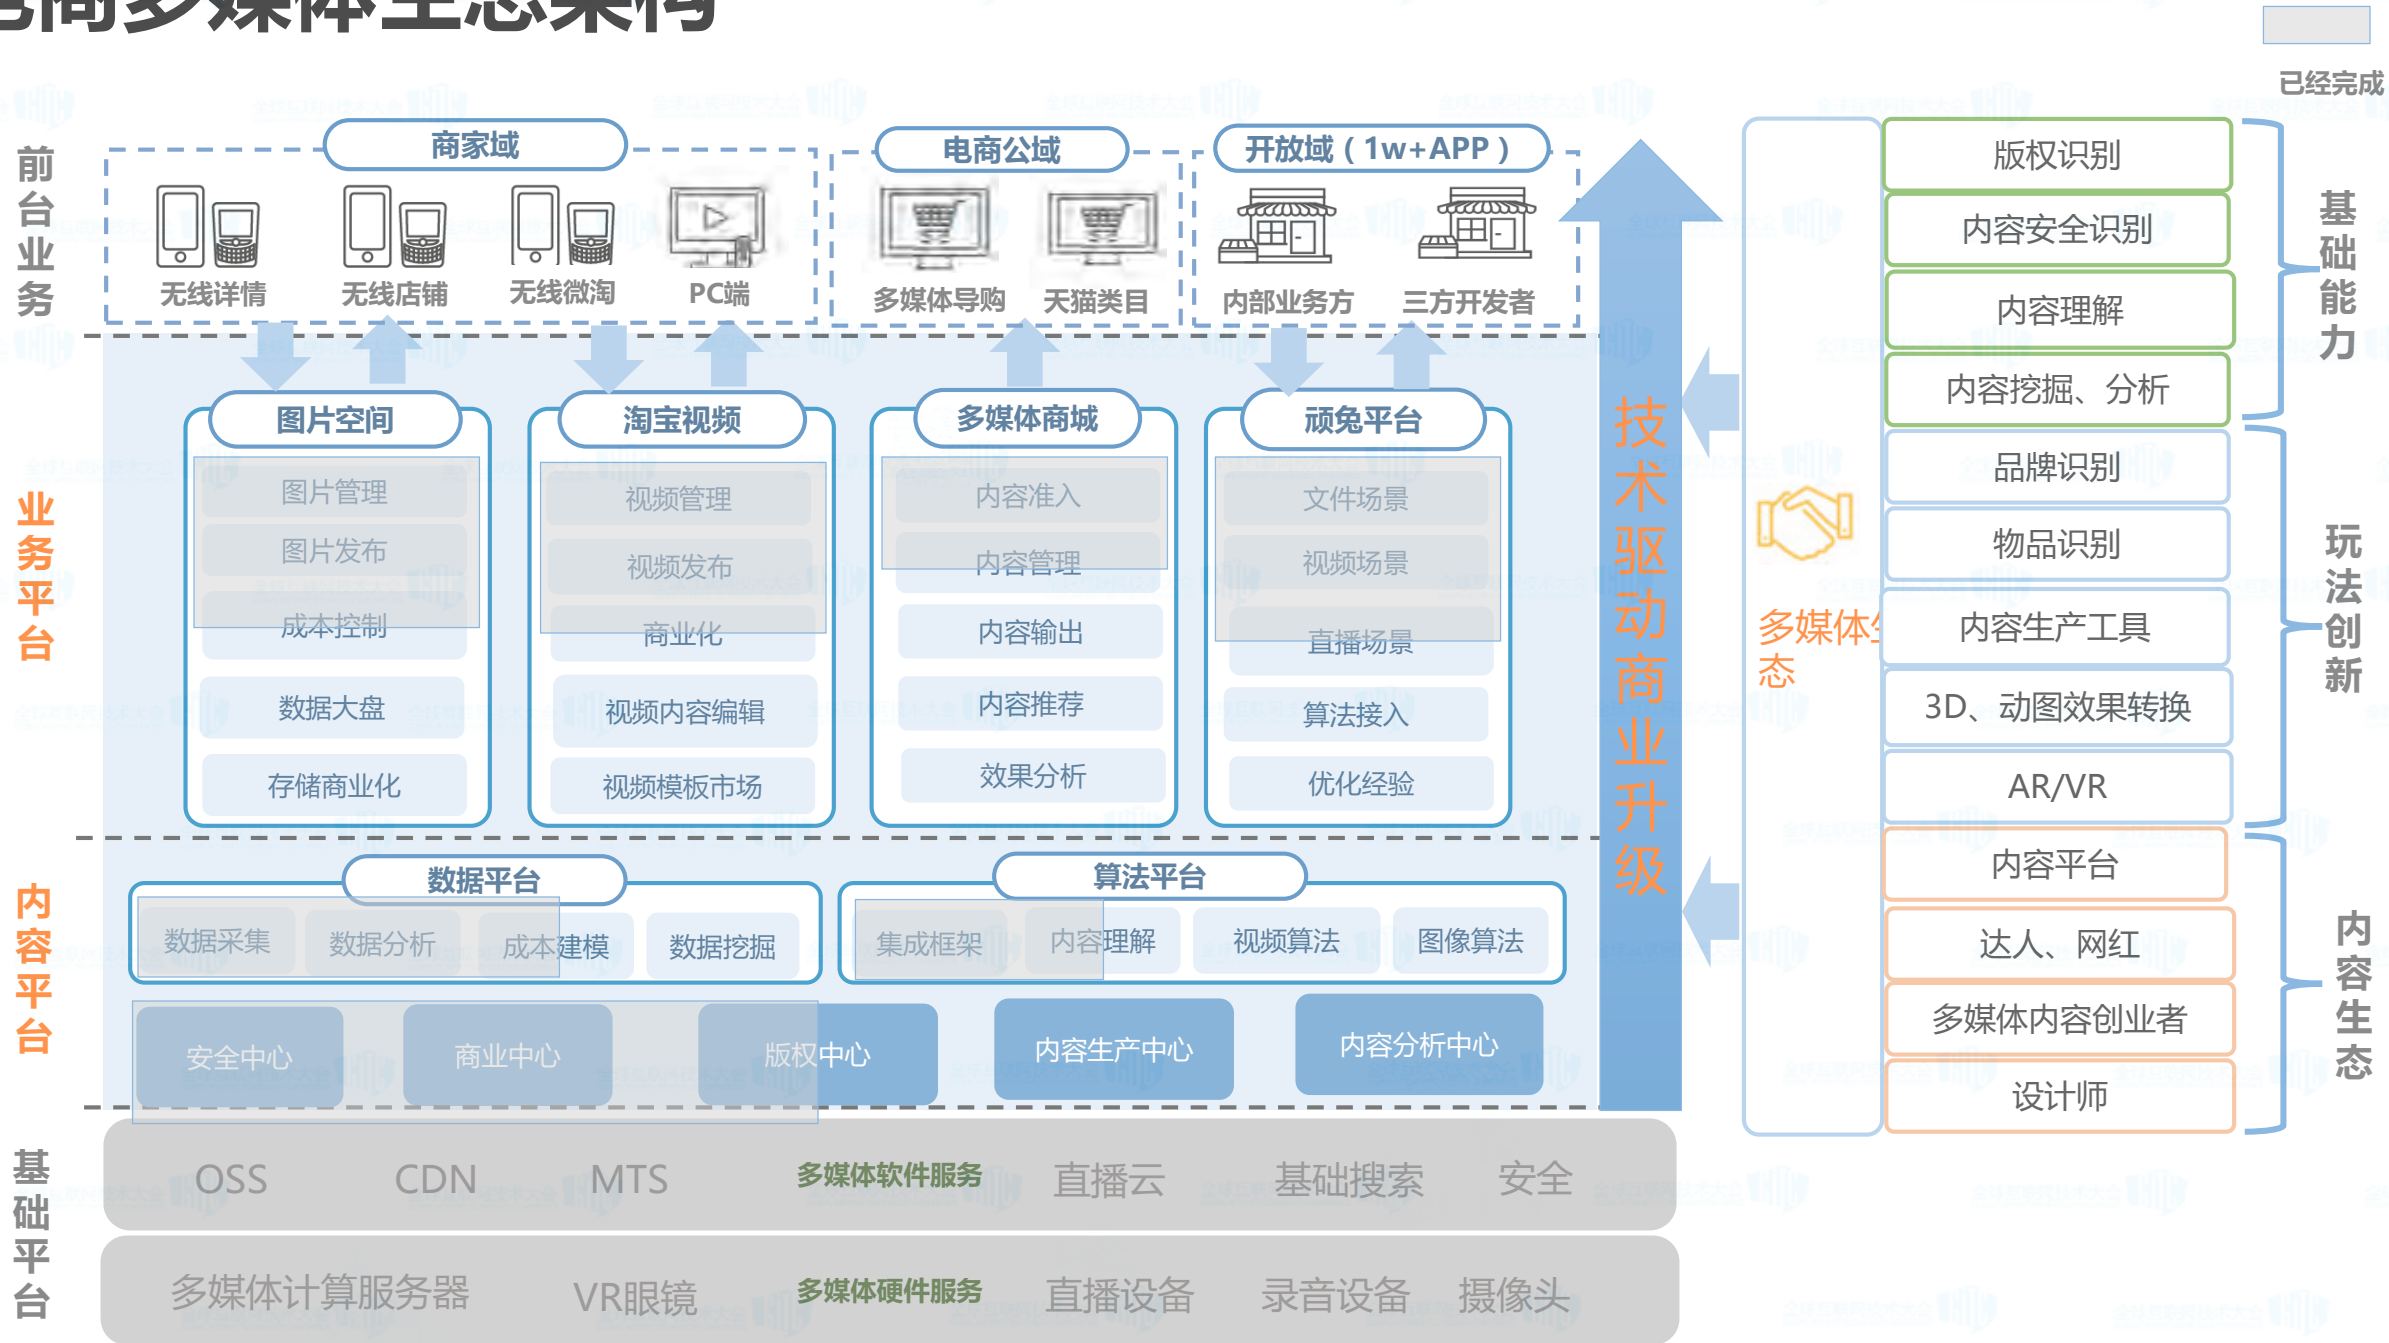 电商多媒体生态架构
已经完成
前台业务
商家域
电商公域
开放域（1w+APP）
无线详情
无线店铺
无线微淘
PC端
多媒体导购
天猫类目
内部业务方
三方开发者
业务平台
图片空间
图片管理
图片发布
成本控制
数据大盘
存储商业化
淘宝视频
视频管理
视频发布
商业化
视频内容编辑
视频模板市场
多媒体商城
内容准入
内容管理
内容输出
内容推荐
效果分析
顽兔平台
文件场景
视频场景
直播场景
算法接入
优化经验
内容平台
数据平台
数据采集
数据分析
成本建模
数据挖掘
算法平台
集成框架
内容理解
视频算法
图像算法
安全中心
商业中心
版权中心
内容生产中心
内容分析中心
基础平台
OSS
CDN
MTS
多媒体软件服务
直播云
基础搜索
安全
多媒体计算服务器
VR眼镜
多媒体硬件服务
直播设备
录音设备
摄像头
技术驱动商业升级
多媒体生
态
版权识别
内容安全识别
内容理解
内容挖掘、分析
品牌识别
物品识别
内容生产工具
3D、动图效果转换
AR/VR
内容平台
达人、网红
多媒体内容创业者
设计师
基础能力
玩法创新
内容生态
全球互联网技术大会